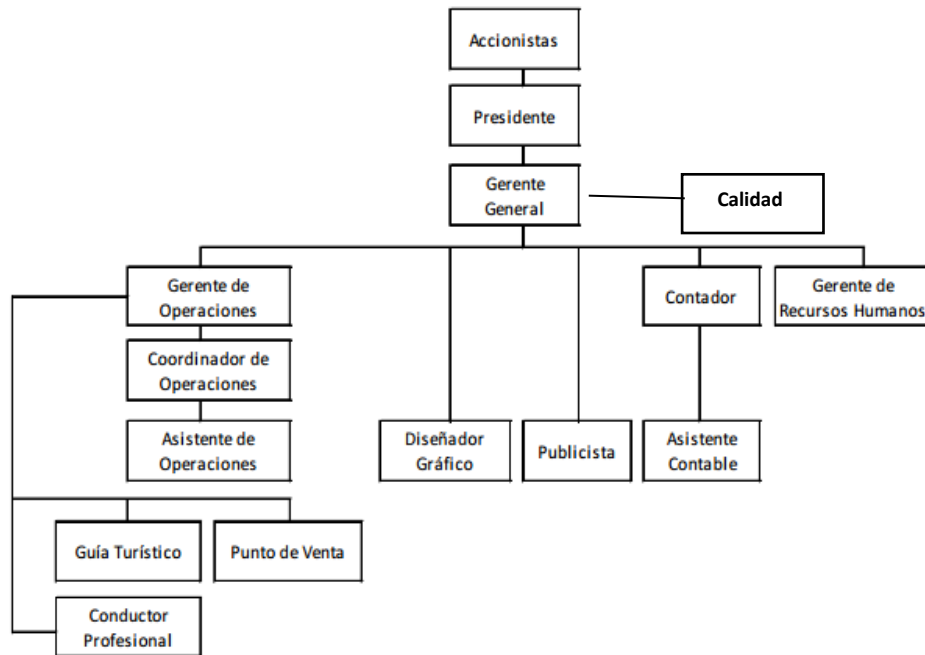 Accionistas
Presidente
Gerente
General
Calidad
Gerente de
Operaciones
Contador
Gerente de
Recursos Humanos
Coordinador de
Operaciones
Asistente de
Operaciones
Diseñador
Gráfico
Publicista
Asistente
Contable
Guía Turístico
Punto de Venta
Conductor
Profesional